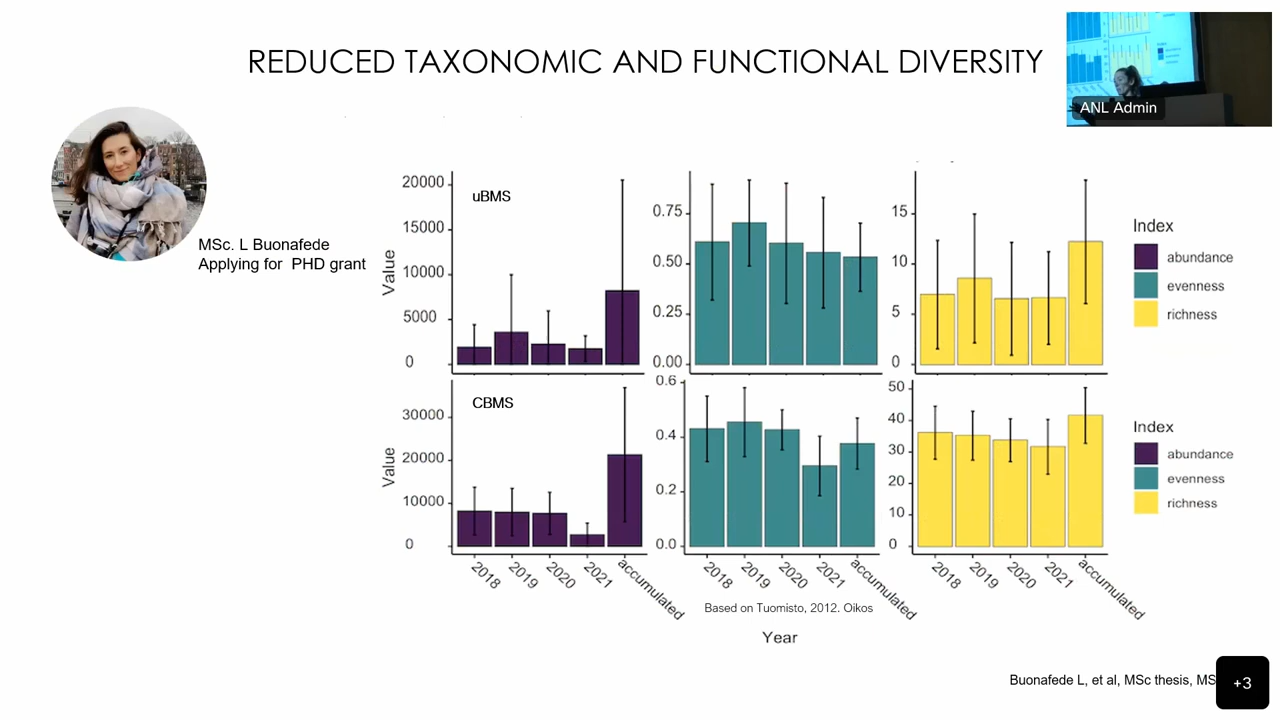 REDUCED TAXONOMIC AND FUNCTIONAL DIVERSITY
ANL Admin
MSc. L Buonafede
Applying for PHD grant
uBMS
Value
20000
15000
10000
5000
0
0.75
0.50
0.25
0.00
15
10
5
0
Index
abundance
evenness
richness
CBMS
Value
30000
20000
10000
0
0.6
0.4
0.2
0.0
50
40
30
20
10
0
Index
abundance
evenness
richness
2018
2019
2020
2021
accumulated
2018
2019
2020
2021
accumulated
2018
2019
2020
2021
accumulated
Based on Tuomisto, 2012. Oikos
Year
Buonafede L, et al, MSc thesis, MS
+3